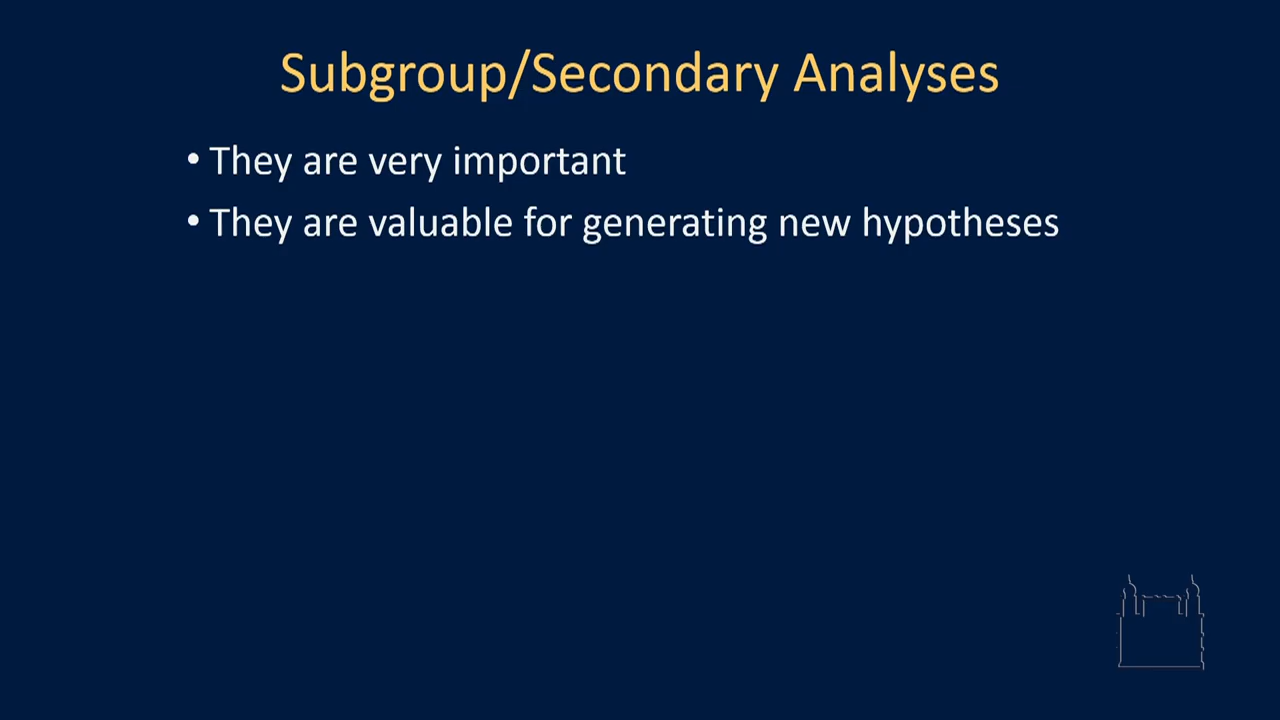 Subgroup/Secondary Analyses
• They are very important
• They are valuable for generating new hypotheses